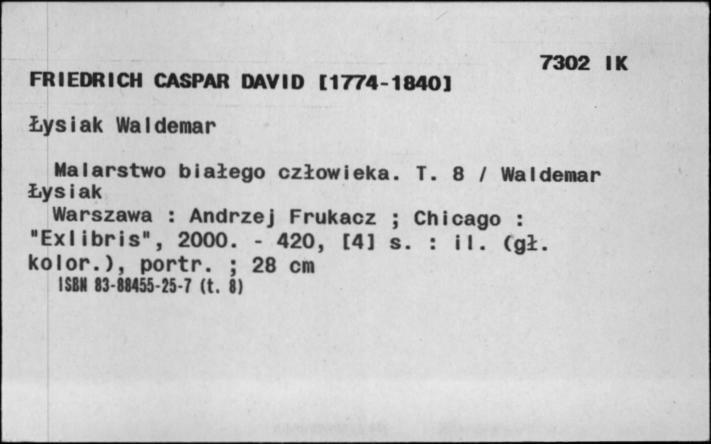 7302 IK
FRIEDRICH CASPAR DAVID [1774-1840]
Łysiak Waldemar
Malarstwo białego człowieka. T. 8 / Waldemar
Łysiak
Warszawa : Andrzej Frukacz ; Chicago :
"Exlibris", 2000. - 420, [4] s. : il. (gł.
kolor.), portr. ; 28 cm
ISBN 83-88455-25-7 (t. 8)